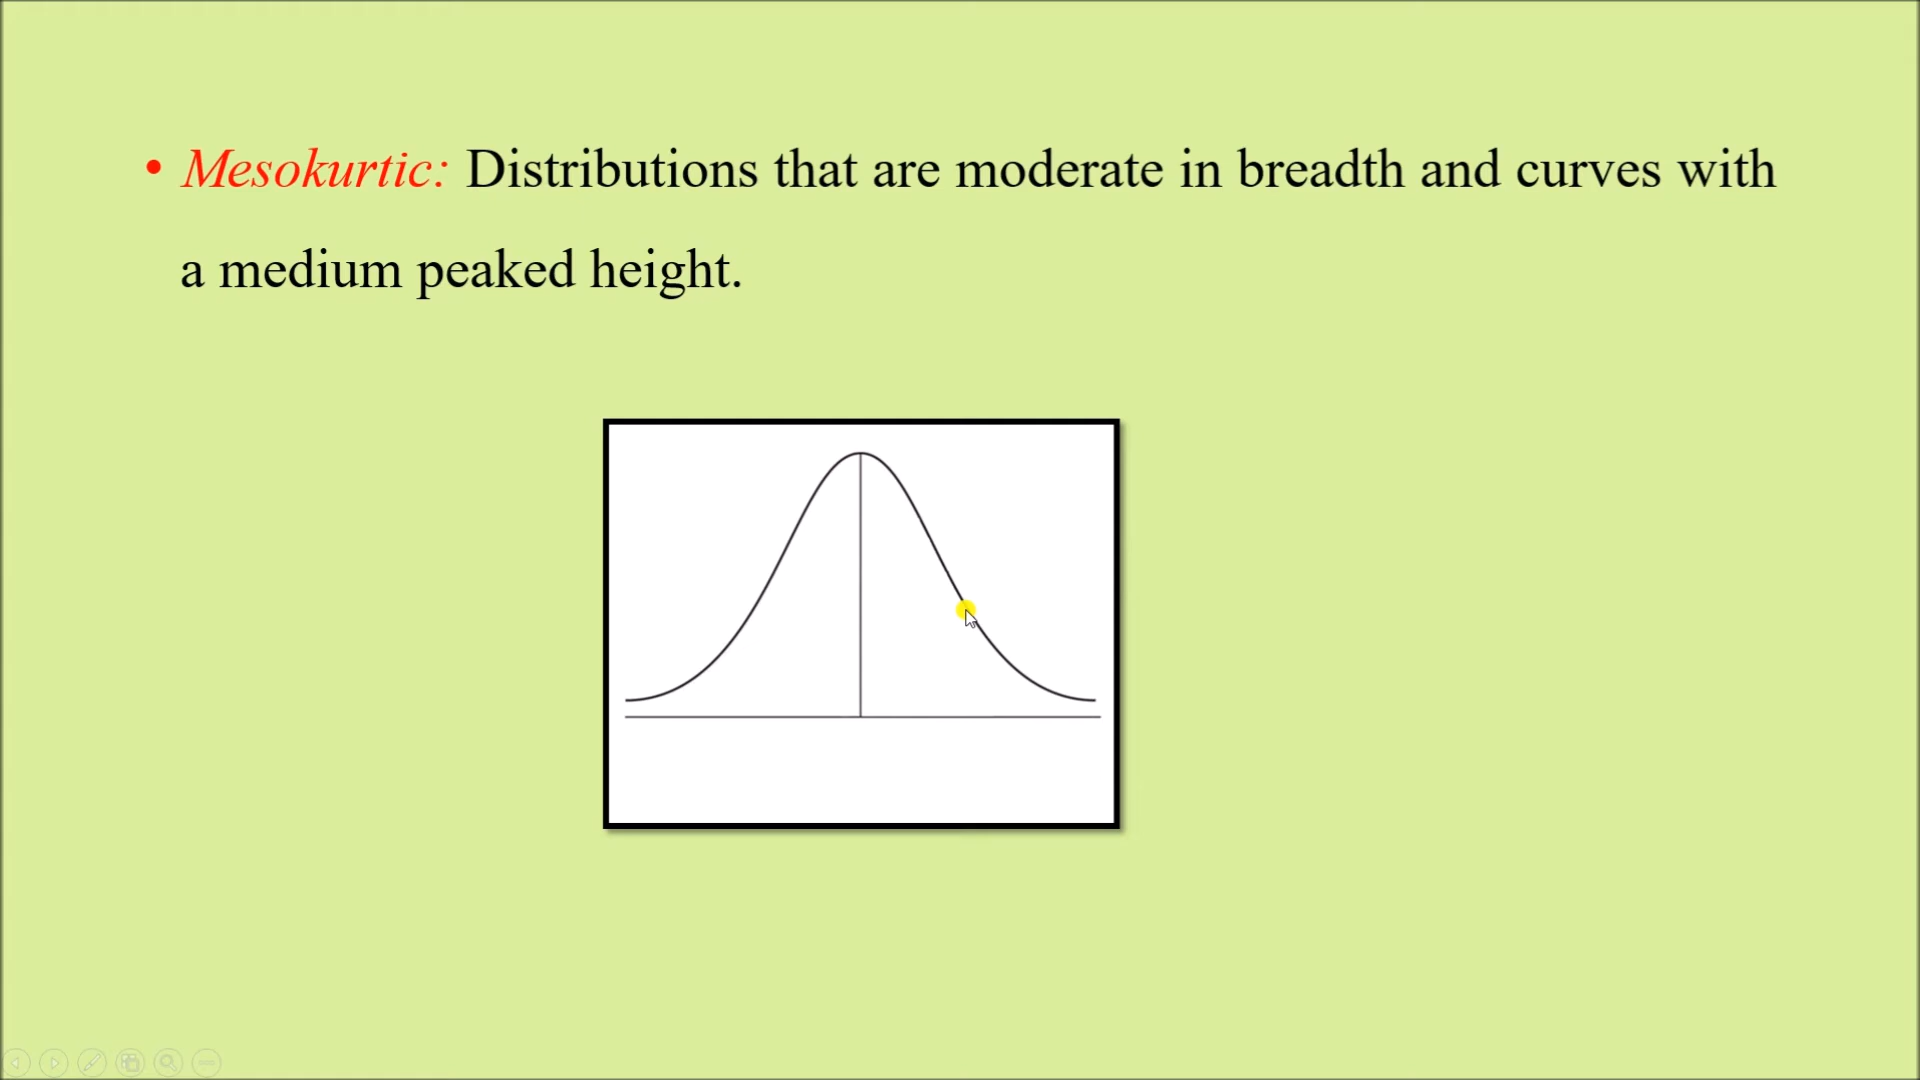 • Mesokurtic: Distributions that are moderate in breadth and curves with
a medium peaked height.